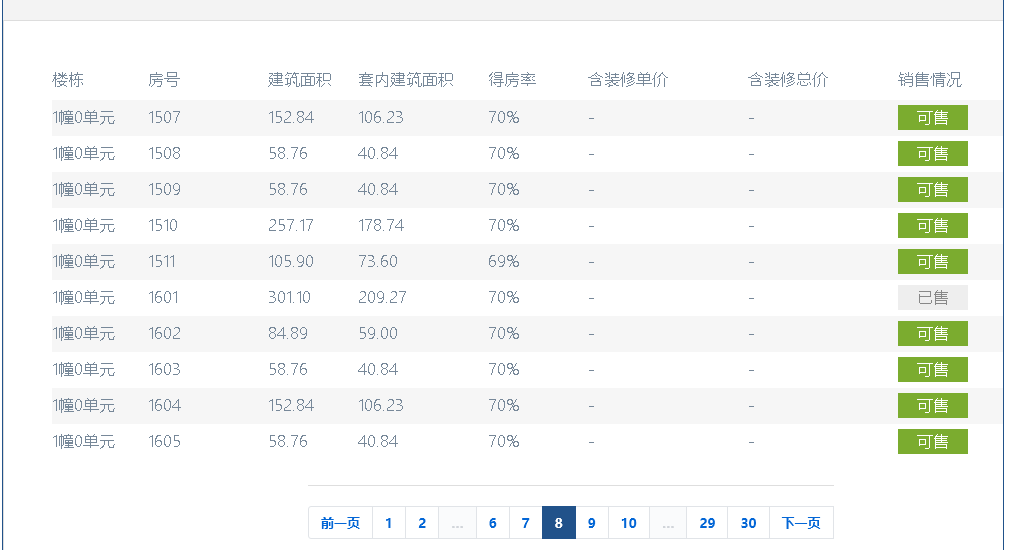 楼栋 房号 建筑面积 套内建筑面积 得房率 含装修单价 含装修总价 销售情况
1幢0单元 1507 152.84 106.23 70% - - 可售
1幢0单元 1508 58.76 40.84 70% - - 可售
1幢0单元 1509 58.76 40.84 70% - - 可售
1幢0单元 1510 257.17 178.74 70% - - 可售
1幢0单元 1511 105.90 73.60 69% - - 可售
1幢0单元 1601 301.10 209.27 70% - - 已售
1幢0单元 1602 84.89 59.00 70% - - 可售
1幢0单元 1603 58.76 40.84 70% - - 可售
1幢0单元 1604 152.84 106.23 70% - - 可售
1幢0单元 1605 58.76 40.84 70% - - 可售
前一页 1 2 ... 6 7 8 9 10 ... 29 30 下一页